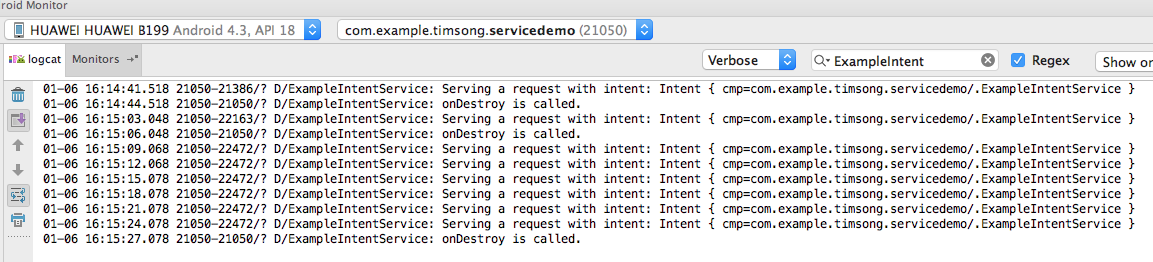 roid Monitor
HUAWEI HUAWEI B199 Android 4.3, API 18
com.example.timsong.servicedemo (21050)
logcat
Monitors
Verbose
ExampleIntent
Regex
Show on
01-06 16:14:41.518 21050-21386/? D/ExampleIntentService: Serving a request with intent: Intent { cmp=com.example.timsong.servicedemo/.ExampleIntentService }
01-06 16:14:44.518 21050-21050/? D/ExampleIntentService: onDestroy is called.
01-06 16:15:03.048 21050-22163/? D/ExampleIntentService: Serving a request with intent: Intent { cmp=com.example.timsong.servicedemo/.ExampleIntentService }
01-06 16:15:06.048 21050-21050/? D/ExampleIntentService: onDestroy is called.
01-06 16:15:09.068 21050-22472/? D/ExampleIntentService: Serving a request with intent: Intent { cmp=com.example.timsong.servicedemo/.ExampleIntentService }
01-06 16:15:12.068 21050-22472/? D/ExampleIntentService: Serving a request with intent: Intent { cmp=com.example.timsong.servicedemo/.ExampleIntentService }
01-06 16:15:15.078 21050-22472/? D/ExampleIntentService: Serving a request with intent: Intent { cmp=com.example.timsong.servicedemo/.ExampleIntentService }
01-06 16:15:18.078 21050-22472/? D/ExampleIntentService: Serving a request with intent: Intent { cmp=com.example.timsong.servicedemo/.ExampleIntentService }
01-06 16:15:21.078 21050-22472/? D/ExampleIntentService: Serving a request with intent: Intent { cmp=com.example.timsong.servicedemo/.ExampleIntentService }
01-06 16:15:24.078 21050-22472/? D/ExampleIntentService: Serving a request with intent: Intent { cmp=com.example.timsong.servicedemo/.ExampleIntentService }
01-06 16:15:27.078 21050-21050/? D/ExampleIntentService: onDestroy is called.